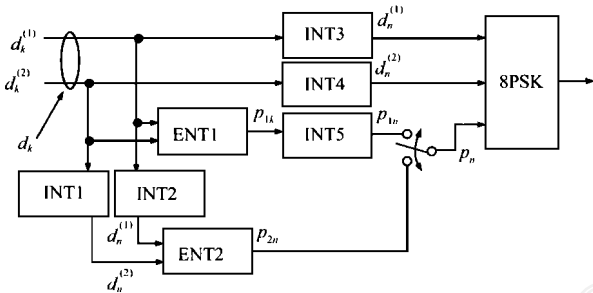 d_k^(1)
INT3
d_n^(1)
d_k^(2)
INT4
d_n^(2)
8PSK
d_k
ENT1
p_1k
INT5
p_1n
p_n
INT1
INT2
d_n^(1)
ENT2
p_2n
d_n^(2)